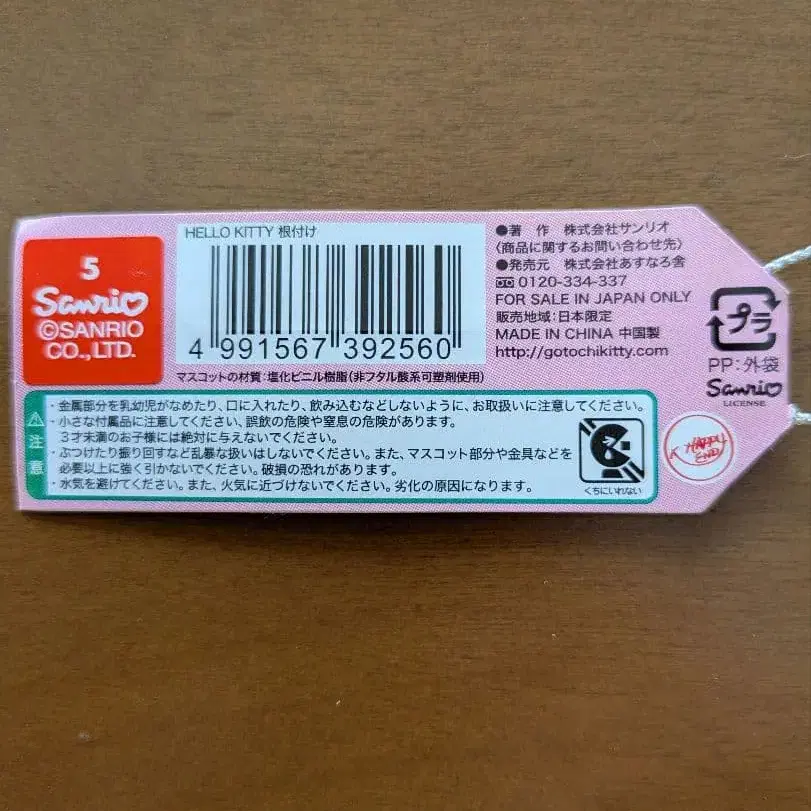 5
Sanrio
©SANRIO
CO.,LTD.
HELLO KITTY 根付け
4 991567 392560
マスコットの材質:塩化ビニル樹脂(非フタル酸系可塑剤使用)
●著 作 株式会社サンリオ
(商品に関するお問い合わせ先)
●発売元 株式会社あすなろ舎
0120-334-337
FOR SALE IN JAPAN ONLY
販売地域:日本限定
MADE IN CHINA 中国製
http://gotochikitty.com
プラ
PP:外袋
Sanrio
LICENSE
注意
・金属部分を乳幼児がなめたり、口に入れたり、飲み込むなどしないように、お取扱いに注意してください。
・小さな付属品に注意してください、誤飲の危険や窒息の危険があります。
3才未満のお子様には絶対に与えないでください。
・ぶつけたり振り回すなど乱暴な扱いはしないでください。また、マスコット部分や金具などを
必要以上に強く引かないでください。破損の恐れがあります。
・水気を避けてください。また、火気に近づけないでください。劣化の原因になります。
くちにいれない
A HAPPY
END